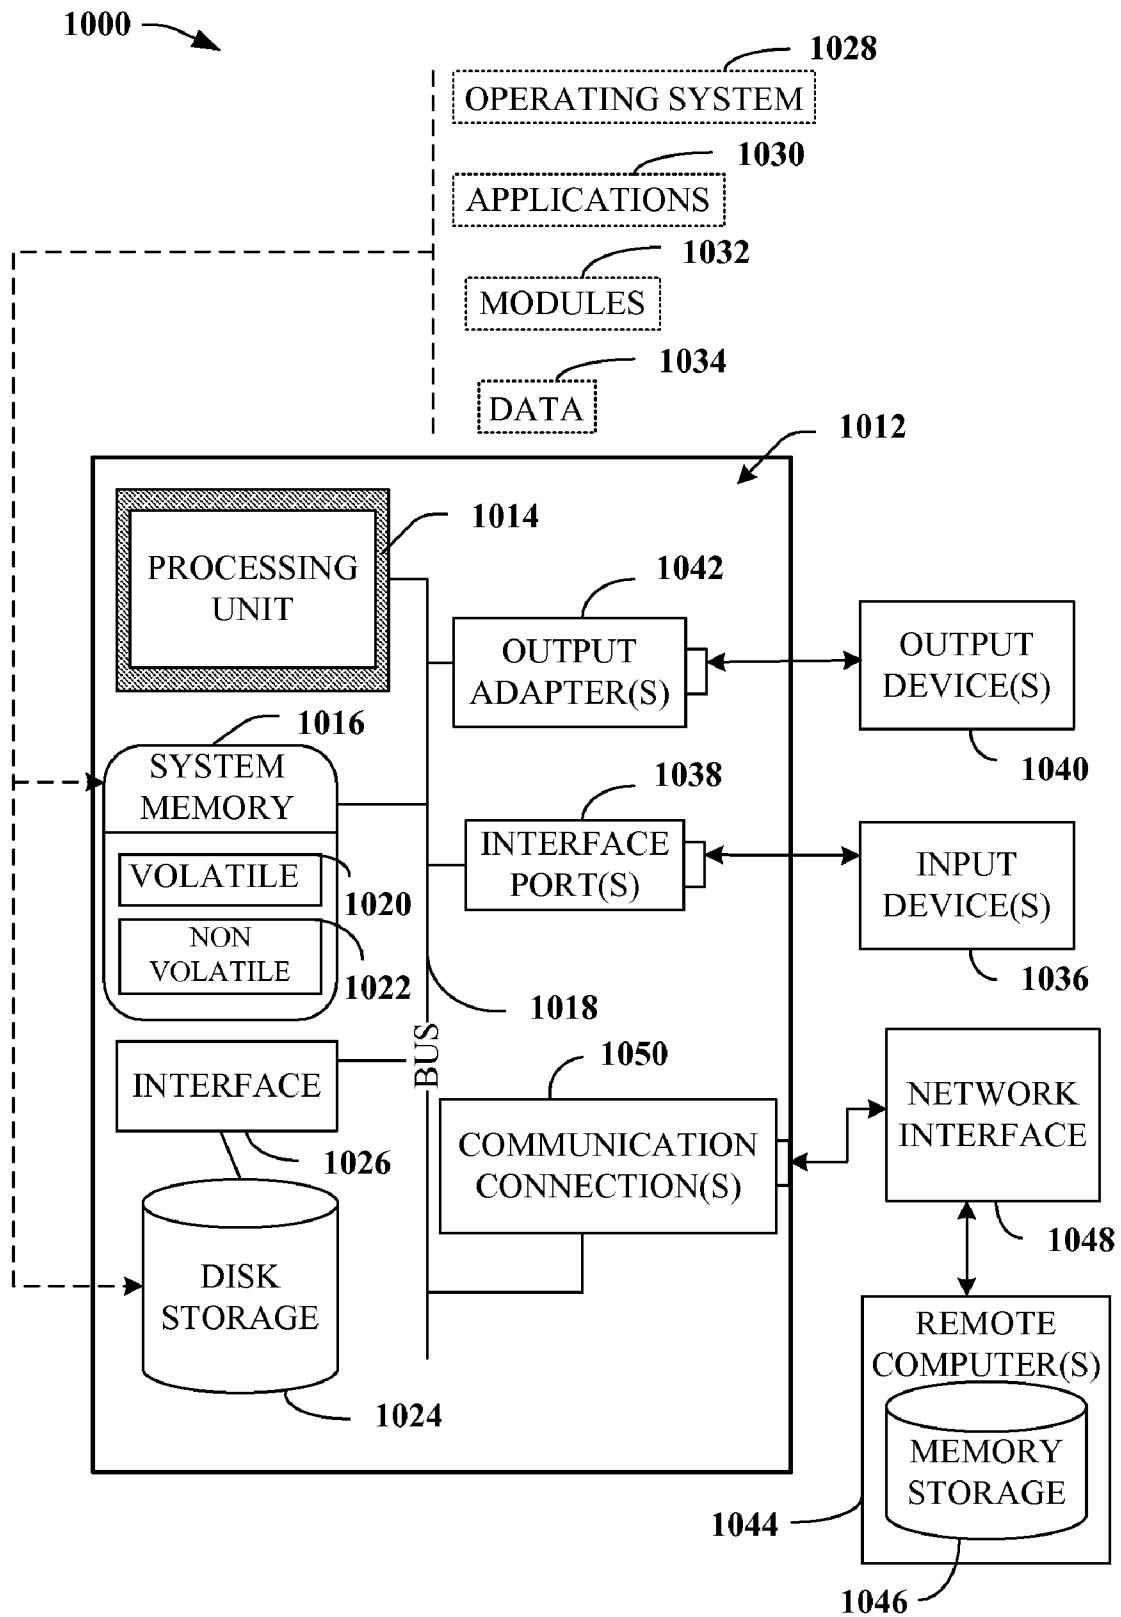 1000
1028
OPERATING SYSTEM
1030
APPLICATIONS
1032
MODULES
1034
DATA
1012
1014
PROCESSING
UNIT
1042
OUTPUT
ADAPTER(S)
OUTPUT
DEVICE(S)
1040
1016
SYSTEM
MEMORY
1038
INTERFACE
PORT(S)
INPUT
DEVICE(S)
1036
VOLATILE
1020
NON
VOLATILE
1022
1018
BUS
INTERFACE
1026
1050
COMMUNICATION
CONNECTION(S)
NETWORK
INTERFACE
1048
DISK
STORAGE
1024
REMOTE
COMPUTER(S)
MEMORY
STORAGE
1044
1046